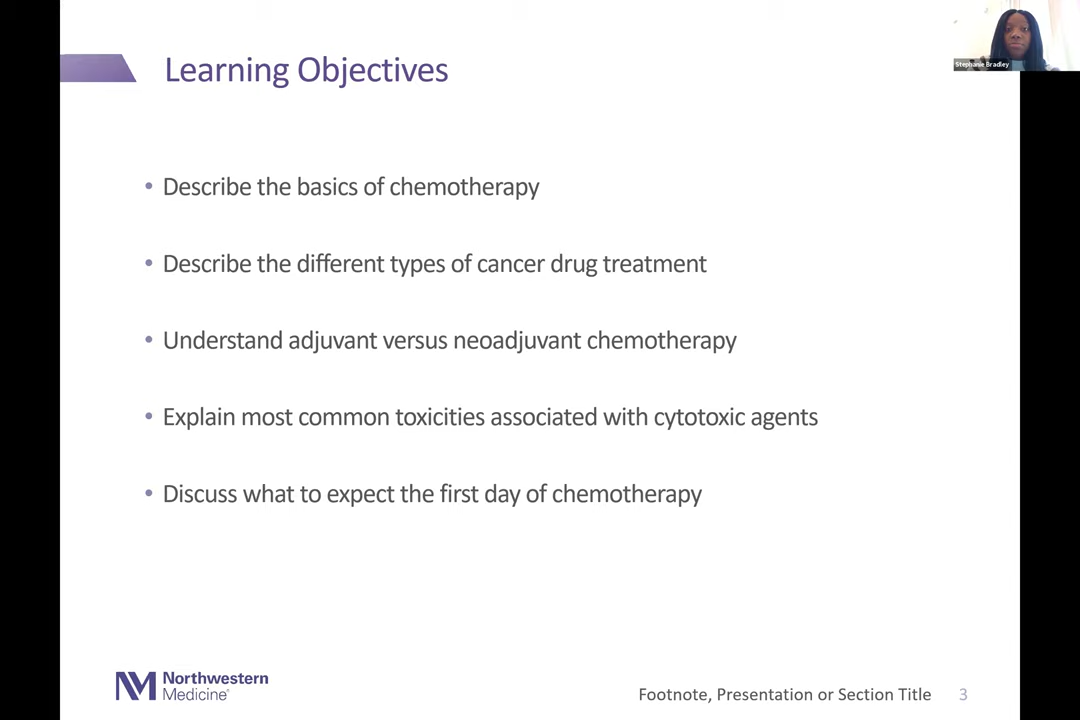 Learning Objectives
Stephanie Bradley
• Describe the basics of chemotherapy
• Describe the different types of cancer drug treatment
• Understand adjuvant versus neoadjuvant chemotherapy
• Explain most common toxicities associated with cytotoxic agents
• Discuss what to expect the first day of chemotherapy
NM Northwestern
Medicine®
Footnote, Presentation or Section Title 3